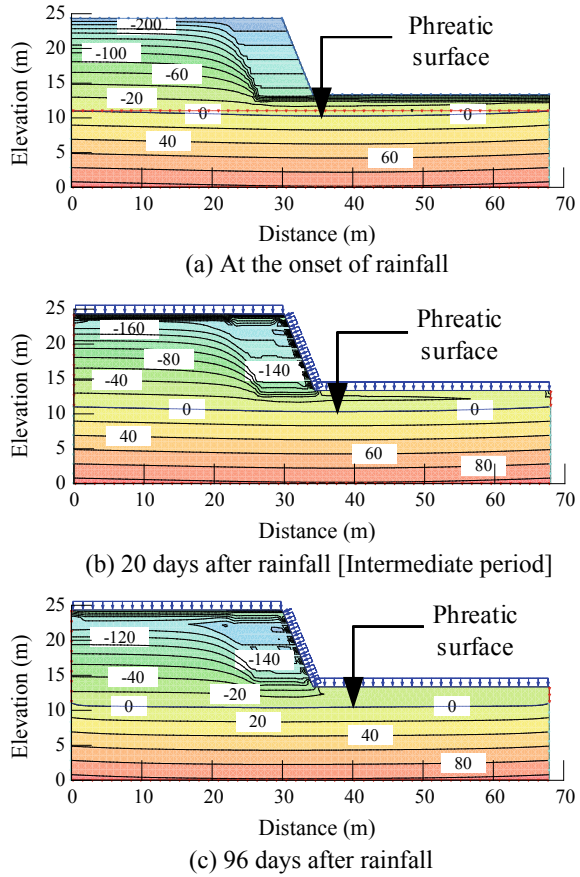 25
20
15
10
5
0
Elevation (m)
-200
-100
-60
-20
0
0
40
60
Phreatic
surface
0 10 20 30 40 50 60 70
Distance (m)
(a) At the onset of rainfall
25
20
15
10
5
0
Elevation (m)
-160
-80
-140
-40
0
0
40
60
80
Phreatic
surface
0 10 20 30 40 50 60 70
Distance (m)
(b) 20 days after rainfall [Intermediate period]
25
20
15
10
5
0
Elevation (m)
-120
-140
-40
-20
0
0
20
40
80
Phreatic
surface
0 10 20 30 40 50 60 70
Distance (m)
(c) 96 days after rainfall